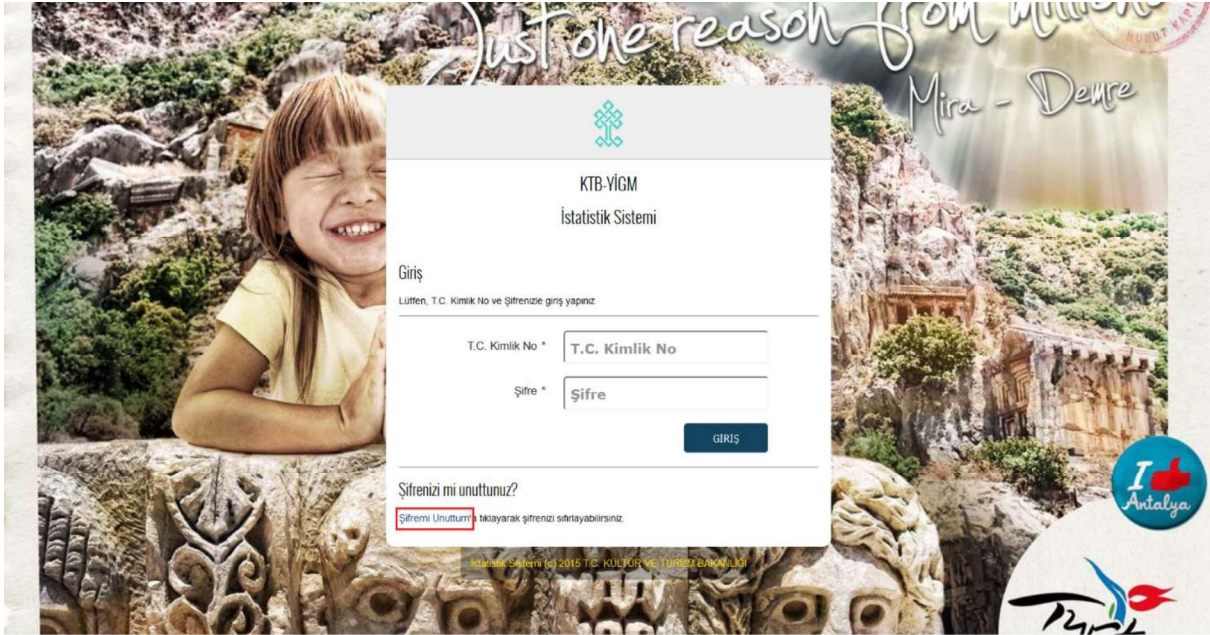 Just one reason from
Mira - Demre
KTB-YİGM
İstatistik Sistemi
Giriş
Lütfen, T.C. Kimlik No ve Şifrenizle giriş yapınız
T.C. Kimlik No *
T.C. Kimlik No
Şifre *
Şifre
GİRİŞ
Şifrenizi mi unuttunuz?
Şifremi Unuttum'a tıklayarak şifrenizi sıfırlayabilirsiniz.
İstatistik Sistemi (c) 2015 T.C. KÜLTÜR VE TURİZM BAKANLIĞI
I
Antalya